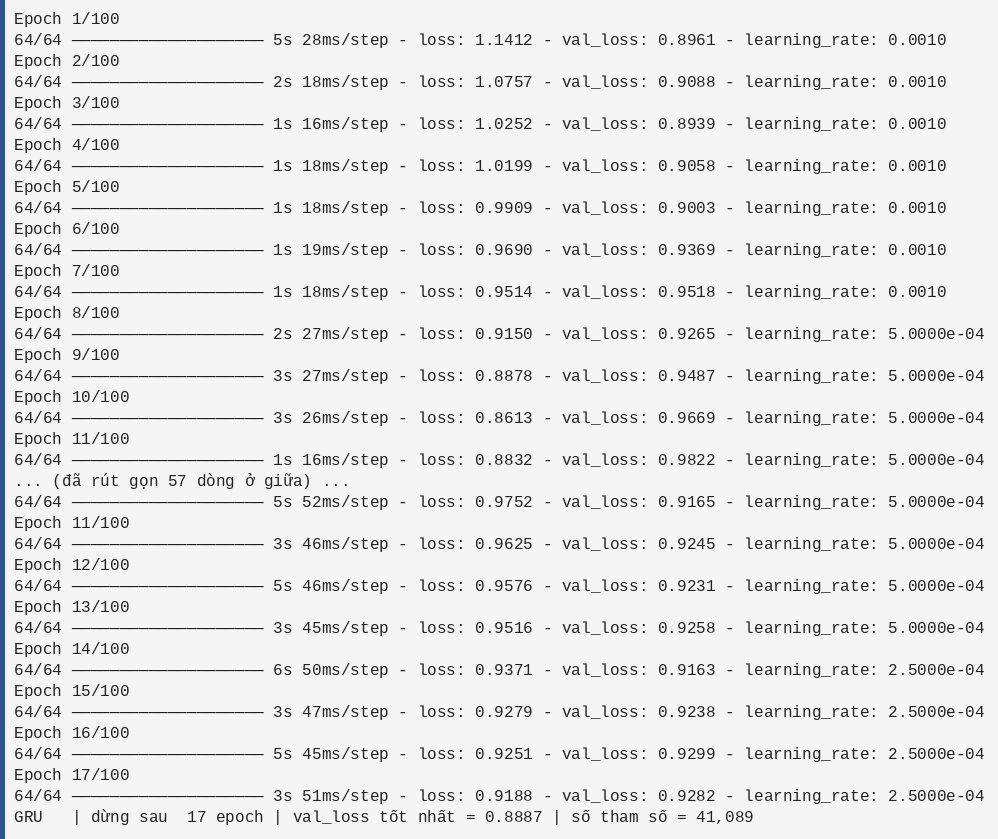 Epoch 1/100
64/64 ━━━━━━━━━━━━━━━━━━━━ 5s 28ms/step - loss: 1.1412 - val_loss: 0.8961 - learning_rate: 0.0010
Epoch 2/100
64/64 ━━━━━━━━━━━━━━━━━━━━ 2s 18ms/step - loss: 1.0757 - val_loss: 0.9088 - learning_rate: 0.0010
Epoch 3/100
64/64 ━━━━━━━━━━━━━━━━━━━━ 1s 16ms/step - loss: 1.0252 - val_loss: 0.8939 - learning_rate: 0.0010
Epoch 4/100
64/64 ━━━━━━━━━━━━━━━━━━━━ 1s 18ms/step - loss: 1.0199 - val_loss: 0.9058 - learning_rate: 0.0010
Epoch 5/100
64/64 ━━━━━━━━━━━━━━━━━━━━ 1s 18ms/step - loss: 0.9909 - val_loss: 0.9003 - learning_rate: 0.0010
Epoch 6/100
64/64 ━━━━━━━━━━━━━━━━━━━━ 1s 19ms/step - loss: 0.9690 - val_loss: 0.9369 - learning_rate: 0.0010
Epoch 7/100
64/64 ━━━━━━━━━━━━━━━━━━━━ 1s 18ms/step - loss: 0.9514 - val_loss: 0.9518 - learning_rate: 0.0010
Epoch 8/100
64/64 ━━━━━━━━━━━━━━━━━━━━ 2s 27ms/step - loss: 0.9150 - val_loss: 0.9265 - learning_rate: 5.0000e-04
Epoch 9/100
64/64 ━━━━━━━━━━━━━━━━━━━━ 3s 27ms/step - loss: 0.8878 - val_loss: 0.9487 - learning_rate: 5.0000e-04
Epoch 10/100
64/64 ━━━━━━━━━━━━━━━━━━━━ 3s 26ms/step - loss: 0.8613 - val_loss: 0.9669 - learning_rate: 5.0000e-04
Epoch 11/100
64/64 ━━━━━━━━━━━━━━━━━━━━ 1s 16ms/step - loss: 0.8832 - val_loss: 0.9822 - learning_rate: 5.0000e-04
... (đã rút gọn 57 dòng ở giữa) ...
64/64 ━━━━━━━━━━━━━━━━━━━━ 5s 52ms/step - loss: 0.9752 - val_loss: 0.9165 - learning_rate: 5.0000e-04
Epoch 11/100
64/64 ━━━━━━━━━━━━━━━━━━━━ 3s 46ms/step - loss: 0.9625 - val_loss: 0.9245 - learning_rate: 5.0000e-04
Epoch 12/100
64/64 ━━━━━━━━━━━━━━━━━━━━ 5s 46ms/step - loss: 0.9576 - val_loss: 0.9231 - learning_rate: 5.0000e-04
Epoch 13/100
64/64 ━━━━━━━━━━━━━━━━━━━━ 3s 45ms/step - loss: 0.9516 - val_loss: 0.9258 - learning_rate: 5.0000e-04
Epoch 14/100
64/64 ━━━━━━━━━━━━━━━━━━━━ 6s 50ms/step - loss: 0.9371 - val_loss: 0.9163 - learning_rate: 2.5000e-04
Epoch 15/100
64/64 ━━━━━━━━━━━━━━━━━━━━ 3s 47ms/step - loss: 0.9279 - val_loss: 0.9238 - learning_rate: 2.5000e-04
Epoch 16/100
64/64 ━━━━━━━━━━━━━━━━━━━━ 5s 45ms/step - loss: 0.9251 - val_loss: 0.9299 - learning_rate: 2.5000e-04
Epoch 17/100
64/64 ━━━━━━━━━━━━━━━━━━━━ 3s 51ms/step - loss: 0.9188 - val_loss: 0.9282 - learning_rate: 2.5000e-04
GRU   | dừng sau  17 epoch | val_loss tốt nhất = 0.8887 | số tham số = 41,089